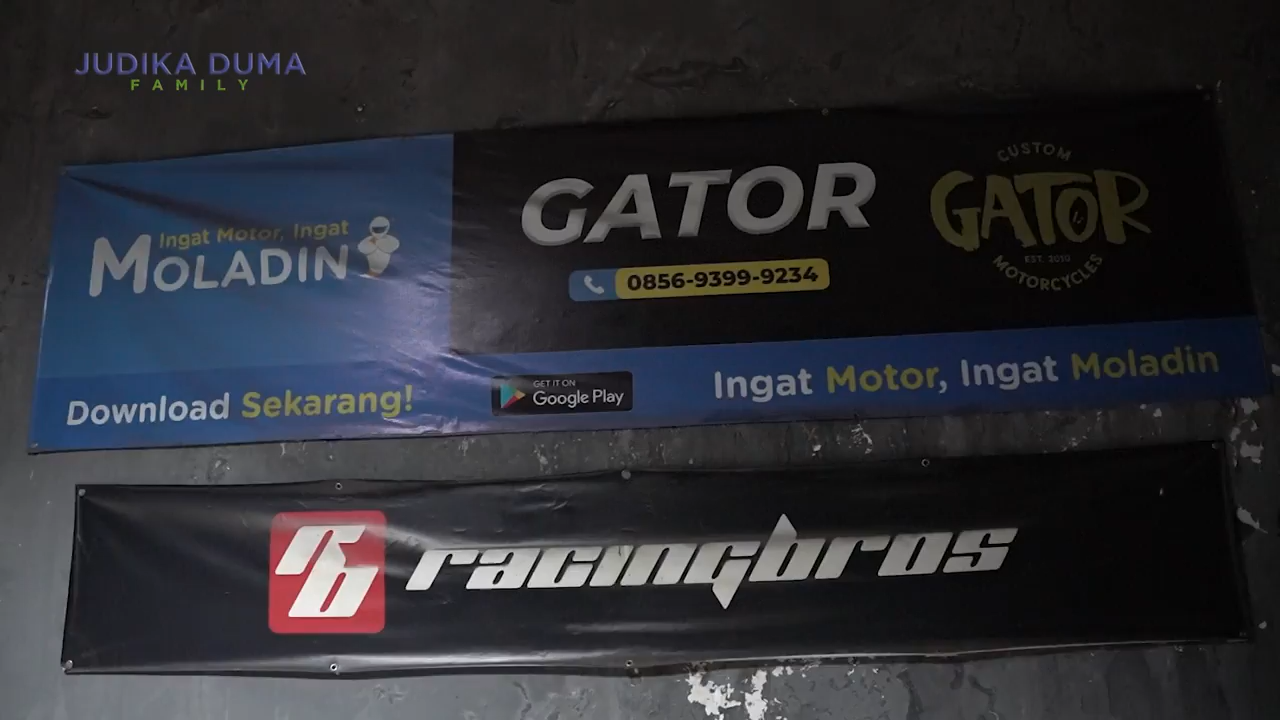 JUDIKA DUMA
FAMILY
Ingat Motor, Ingat
MOLADIN
GATOR
0856-9399-9234
CUSTOM
GATOR
EST. 2010
MOTORCYCLES
Download Sekarang!
GET IT ON
Google Play
Ingat Motor, Ingat Moladin
rb racingbros